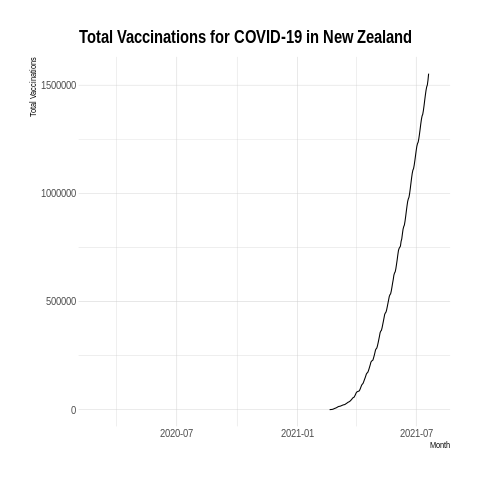 Total Vaccinations for COVID-19 in New Zealand
Total Vaccinations
1500000
1000000
500000
0
2020-07 2021-01 2021-07
Month